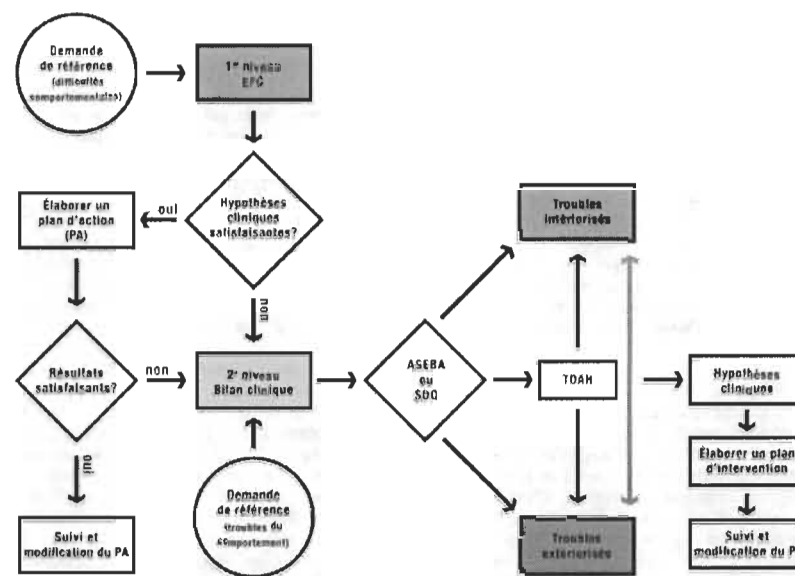 Demande
de référence
(difficultés
comportementales)
1er niveau
EFC
Hypothèses
cliniques
satisfaisantes?
oui
non
Élaborer un
plan d'action
(PA)
Résultats
satisfaisants?
non
oui
Suivi et
modification du PA
2e niveau
Bilan clinique
Demande
de référence
(troubles du
comportement)
ASEBA
ou
SDQ
Troubles
intériorisés
TDAH
Troubles
extériorisés
Hypothèses
cliniques
Élaborer un plan
d'intervention
Suivi et
modification du P